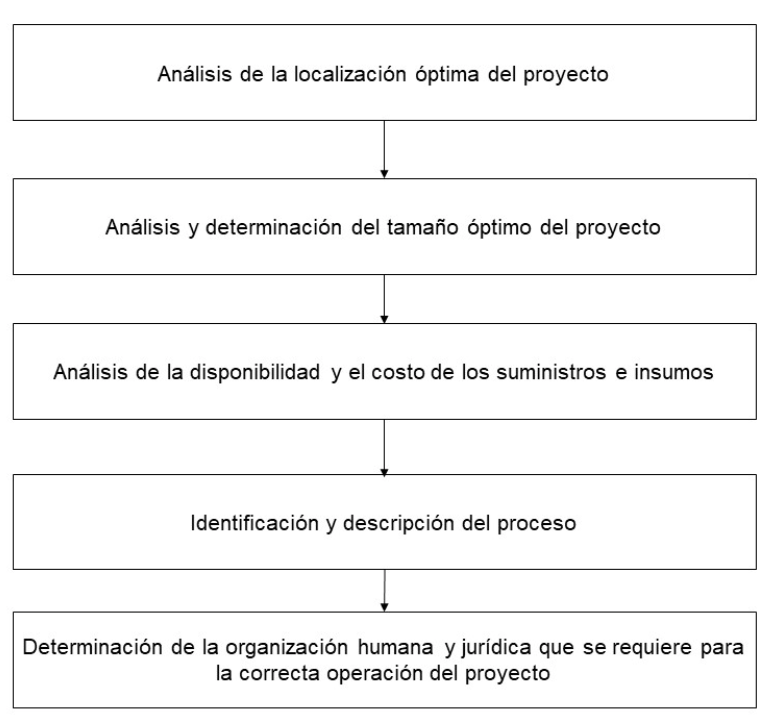 Análisis de la localización óptima del proyecto
Análisis y determinación del tamaño óptimo del proyecto
Análisis de la disponibilidad y el costo de los suministros e insumos
Identificación y descripción del proceso
Determinación de la organización humana y jurídica que se requiere para
la correcta operación del proyecto